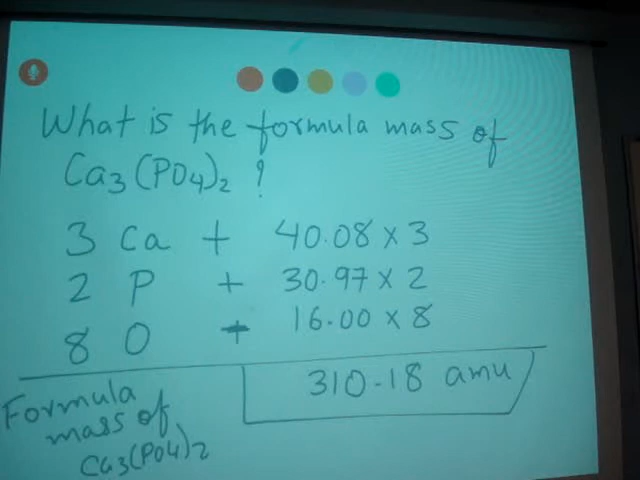 What is the formula mass of
Ca3(PO4)2 ?
3 Ca + 40.08 x 3
2 P + 30.97 x 2
8 O + 16.00 x 8
310.18 amu
Formula
mass of
Ca3(PO4)2